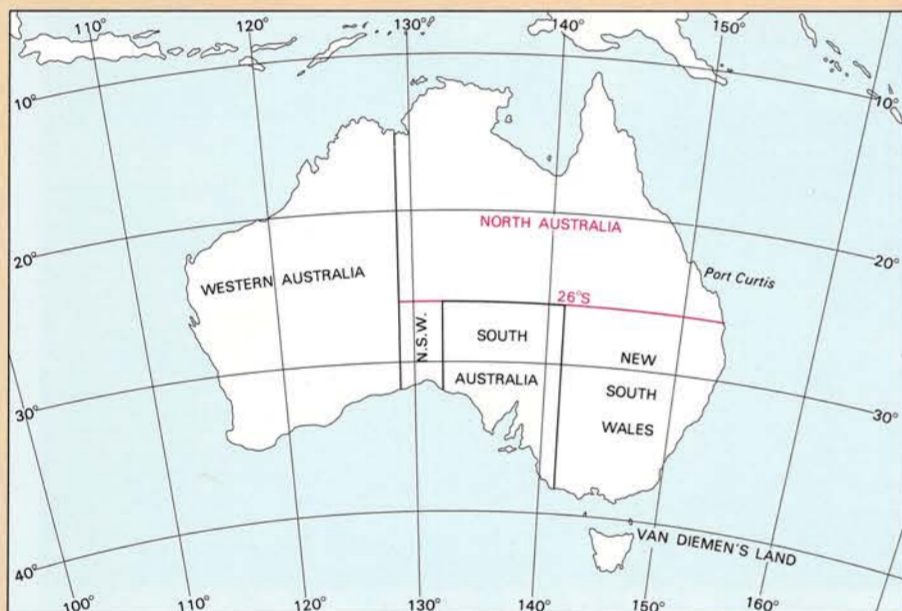 110° 130° 140° 150°
10° 10°
NORTH AUSTRALIA
20° 20°
Port Curtis
WESTERN AUSTRALIA
26°S
N.S.W.
SOUTH
AUSTRALIA
NEW
SOUTH
WALES
30° 30°
VAN DIEMEN'S LAND
40°
100° 110° 120° 130° 140° 150° 160°
120°